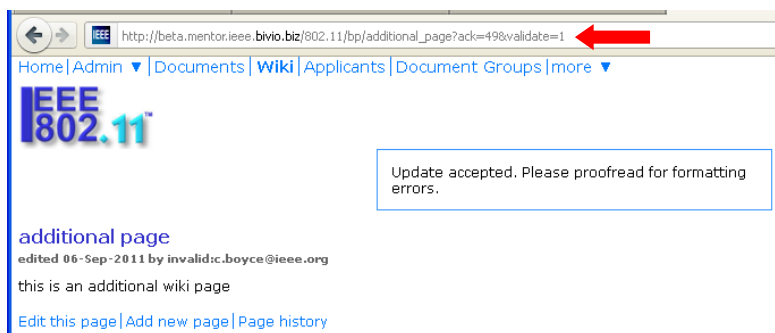 IEEE http://beta.mentor.ieee.bivio.biz/802.11/bp/additional_page?ack=49&validate=1
Home|Admin ▼|Documents|Wiki|Applicants|Document Groups|more ▼
IEEE
802.11™
Update accepted. Please proofread for formatting
errors.
additional page
edited 06-Sep-2011 by invalid:c.boyce@ieee.org
this is an additional wiki page
Edit this page|Add new page|Page history